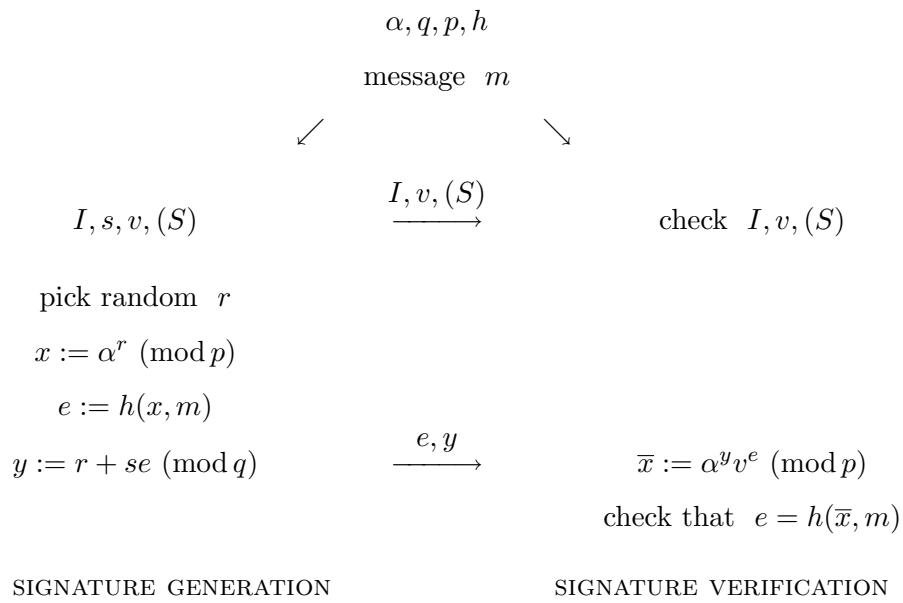 α, q, p, h
message m
↙ ↘
I, s, v, (S) I, v, (S) → check I, v, (S)
pick random r
x := α^r (mod p)
e := h(x, m)
y := r + se (mod q) e, y → x̅ := α^y v^e (mod p)
check that e = h(x̅, m)
SIGNATURE GENERATION SIGNATURE VERIFICATION